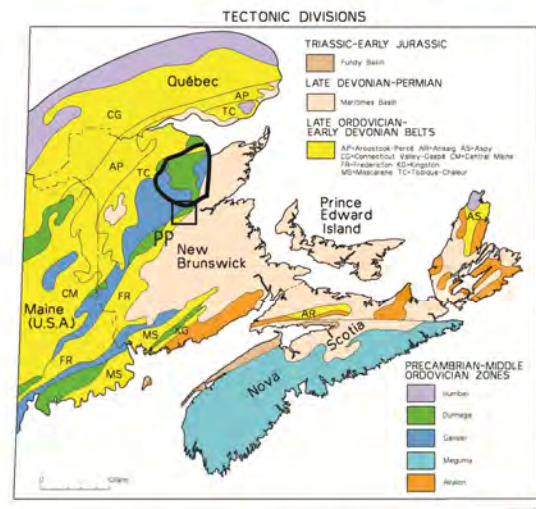 TECTONIC DIVISIONS
TRIASSIC-EARLY JURASSIC
Fundy Basin
LATE DEVONIAN-PERMIAN
Maritimes Basin
LATE ORDOVICIAN-
EARLY DEVONIAN BELTS
AP=Aroostook-Percé AR=Arisaig AS=Aspy
CG=Connecticut Valley-Gaspé CM=Central Maine
FR=Fredericton KG=Kingston
MS=Mascarene TC=Tobique-Chaleur
Québec
AP
TC
CG
AP
TC
PP
New
Brunswick
Prince
Edward
Island
AS
CM
FR
Maine
(U.S.A.)
MS
KG
AR
Scotia
FR
MS
Nova
PRECAMBRIAN-MIDDLE
ORDOVICIAN ZONES
Humber
Dunnage
Gander
Meguma
Avalon
0